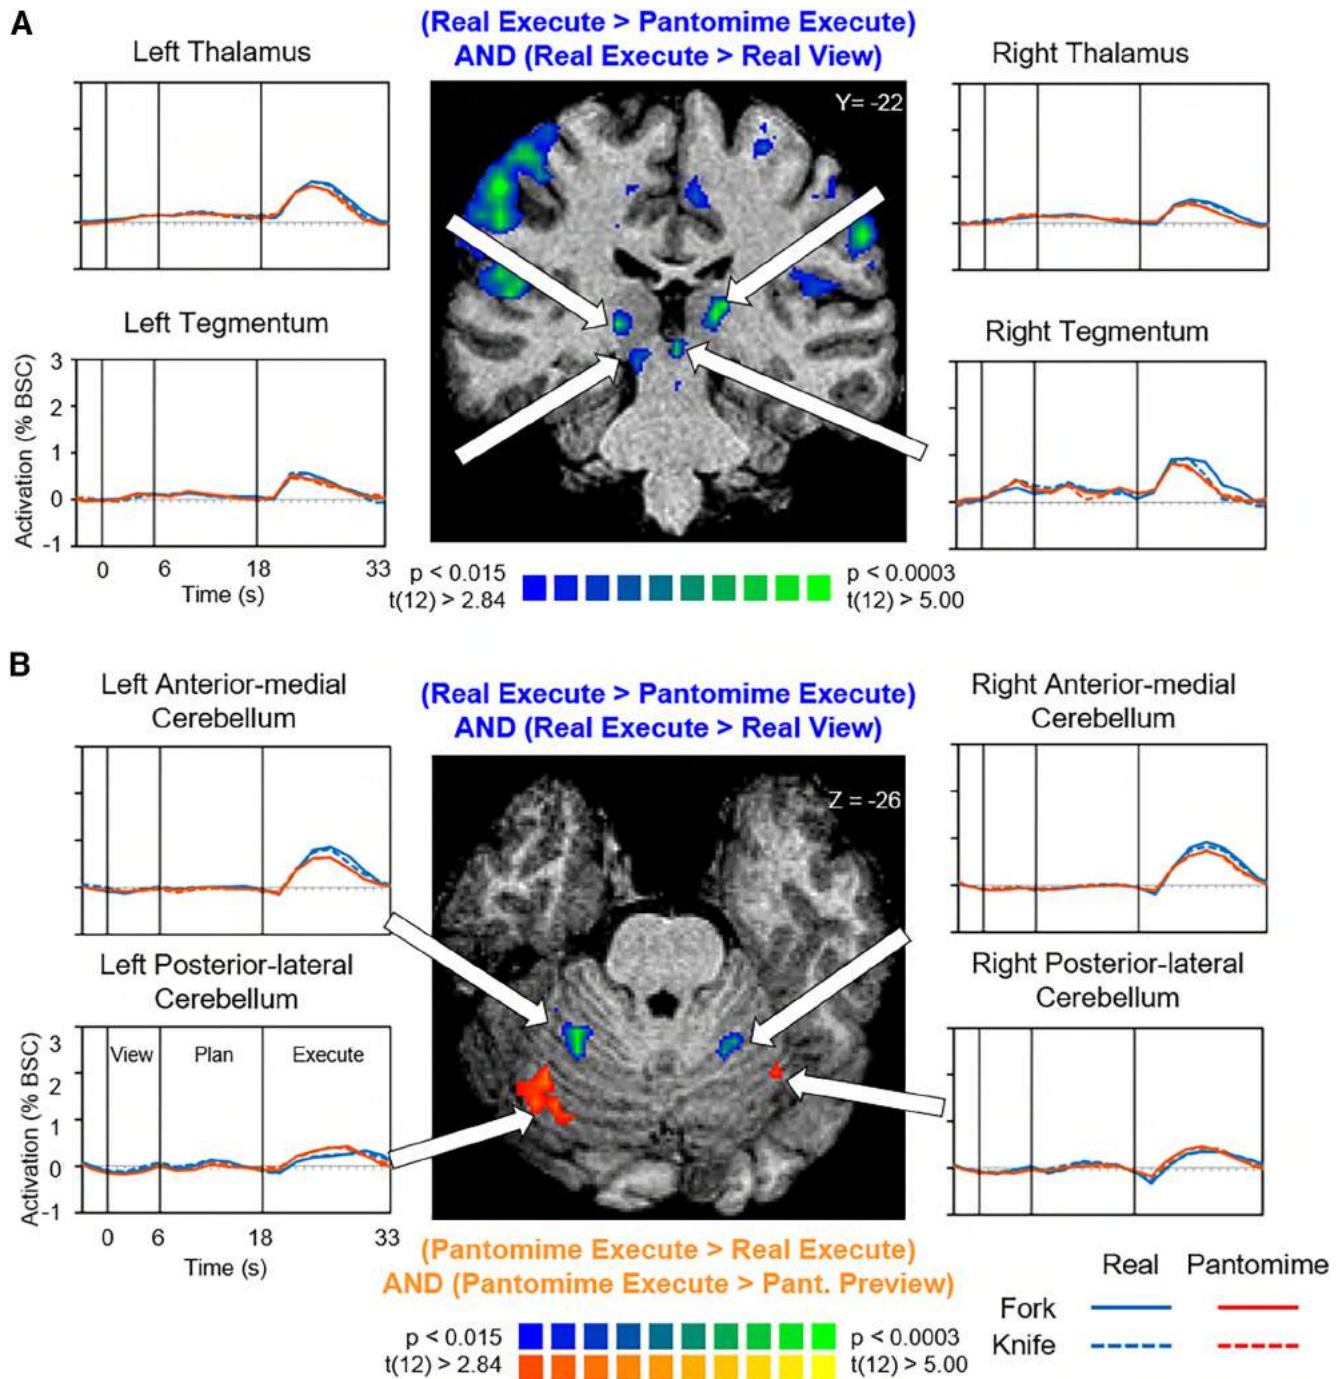 A
(Real Execute > Pantomime Execute)
AND (Real Execute > Real View)
Left Thalamus
Right Thalamus
Y= -22
Left Tegmentum
Right Tegmentum
Activation (% BSC)
3
2
1
0
-1
0 6 18 33
Time (s)
p < 0.015
t(12) > 2.84
p < 0.0003
t(12) > 5.00
B
Left Anterior-medial
Cerebellum
(Real Execute > Pantomime Execute)
AND (Real Execute > Real View)
Right Anterior-medial
Cerebellum
Z = -26
Left Posterior-lateral
Cerebellum
Right Posterior-lateral
Cerebellum
Activation (% BSC)
3
2
1
0
-1
View Plan Execute
0 6 18 33
Time (s)
(Pantomime Execute > Real Execute)
AND (Pantomime Execute > Pant. Preview)
p < 0.015
t(12) > 2.84
p < 0.0003
t(12) > 5.00
Real Pantomime
Fork
Knife